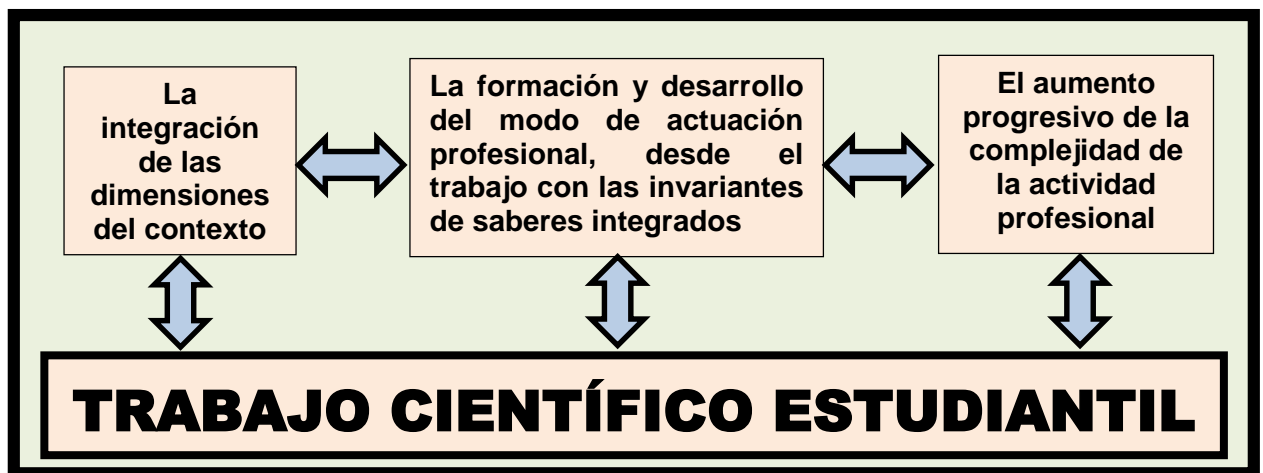 La
integración
de las
dimensiones
del contexto
La formación y desarrollo
del modo de actuación
profesional, desde el
trabajo con las invariantes
de saberes integrados
El aumento
progresivo de la
complejidad de
la actividad
profesional
TRABAJO CIENTÍFICO ESTUDIANTIL